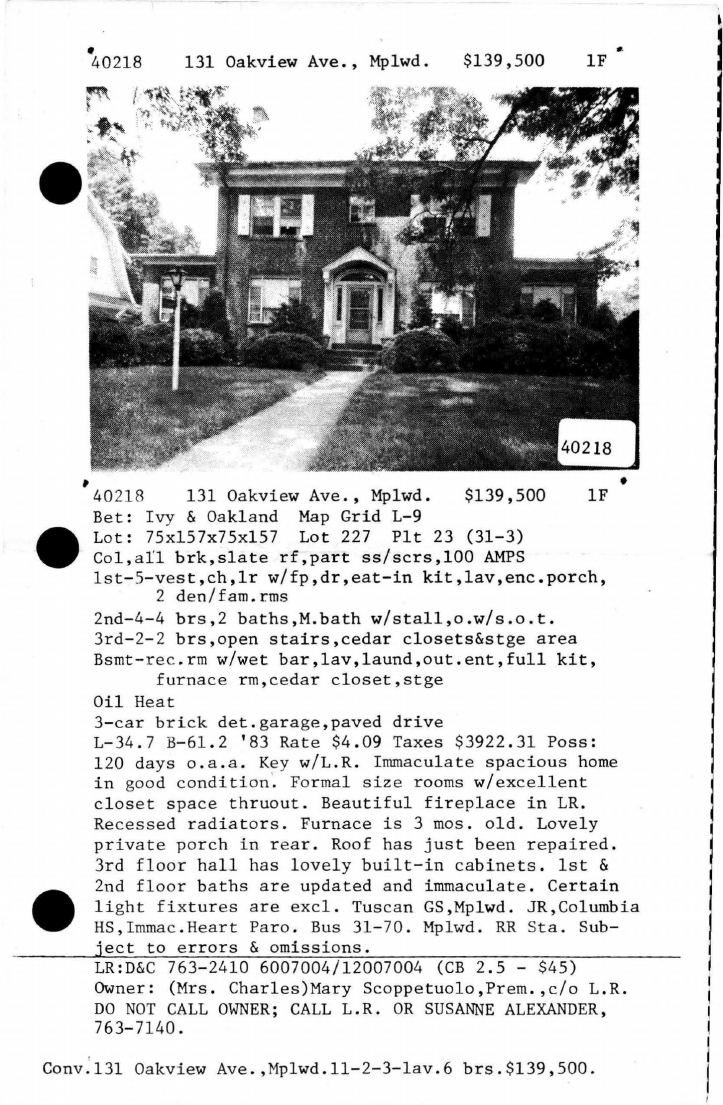 40218 131 Oakview Ave., Mplwd. $139,500 1F
40218
40218 131 Oakview Ave., Mplwd. $139,500 1F
Bet: Ivy & Oakland Map Grid L-9
Lot: 75x157x75x157 Lot 227 Plt 23 (31-3)
Col,all brk,slate rf,part ss/scrs,100 AMPS
1st-5-vest,ch,lr w/fp,dr,eat-in kit,lav,enc.porch,
2 den/fam.rms
2nd-4-4 brs,2 baths,M.bath w/stall,o.w/s.o.t.
3rd-2-2 brs,open stairs,cedar closets&stge area
Bsmt-rec.rm w/wet bar,lav,laund,out.ent,full kit,
furnace rm,cedar closet,stge
Oil Heat
3-car brick det.garage,paved drive
L-34.7 B-61.2 '83 Rate $4.09 Taxes $3922.31 Poss:
120 days o.a.a. Key w/L.R. Immaculate spacious home
in good condition. Formal size rooms w/excellent
closet space thruout. Beautiful fireplace in LR.
Recessed radiators. Furnace is 3 mos. old. Lovely
private porch in rear. Roof has just been repaired.
3rd floor hall has lovely built-in cabinets. 1st &
2nd floor baths are updated and immaculate. Certain
light fixtures are excl. Tuscan GS,Mplwd. JR,Columbia
HS,Immac.Heart Paro. Bus 31-70. Mplwd. RR Sta. Sub-
ject to errors & omissions.
LR:D&C 763-2410 6007004/12007004 (CB 2.5 - $45)
Owner: (Mrs. Charles)Mary Scoppetuolo,Prem.,c/o L.R.
DO NOT CALL OWNER; CALL L.R. OR SUSANNE ALEXANDER,
763-7140.
Conv.131 Oakview Ave.,Mplwd.11-2-3-lav.6 brs.$139,500.